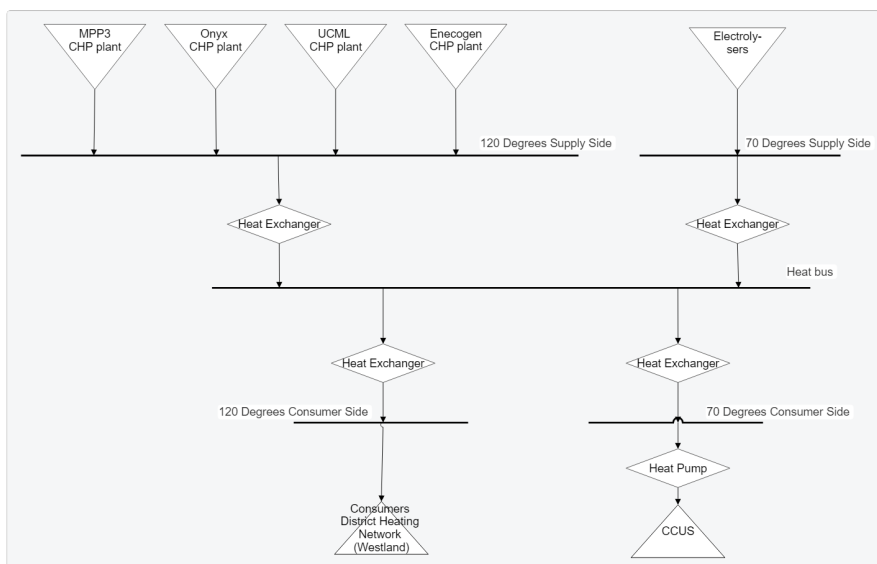 MPP3
CHP plant
Onyx
CHP plant
UCML
CHP plant
Enecogen
CHP plant
Electroly-
sers
120 Degrees Supply Side
70 Degrees Supply Side
Heat Exchanger
Heat Exchanger
Heat bus
Heat Exchanger
Heat Exchanger
120 Degrees Consumer Side
70 Degrees Consumer Side
Heat Pump
Consumers
District Heating
Network
(Westland)
CCUS